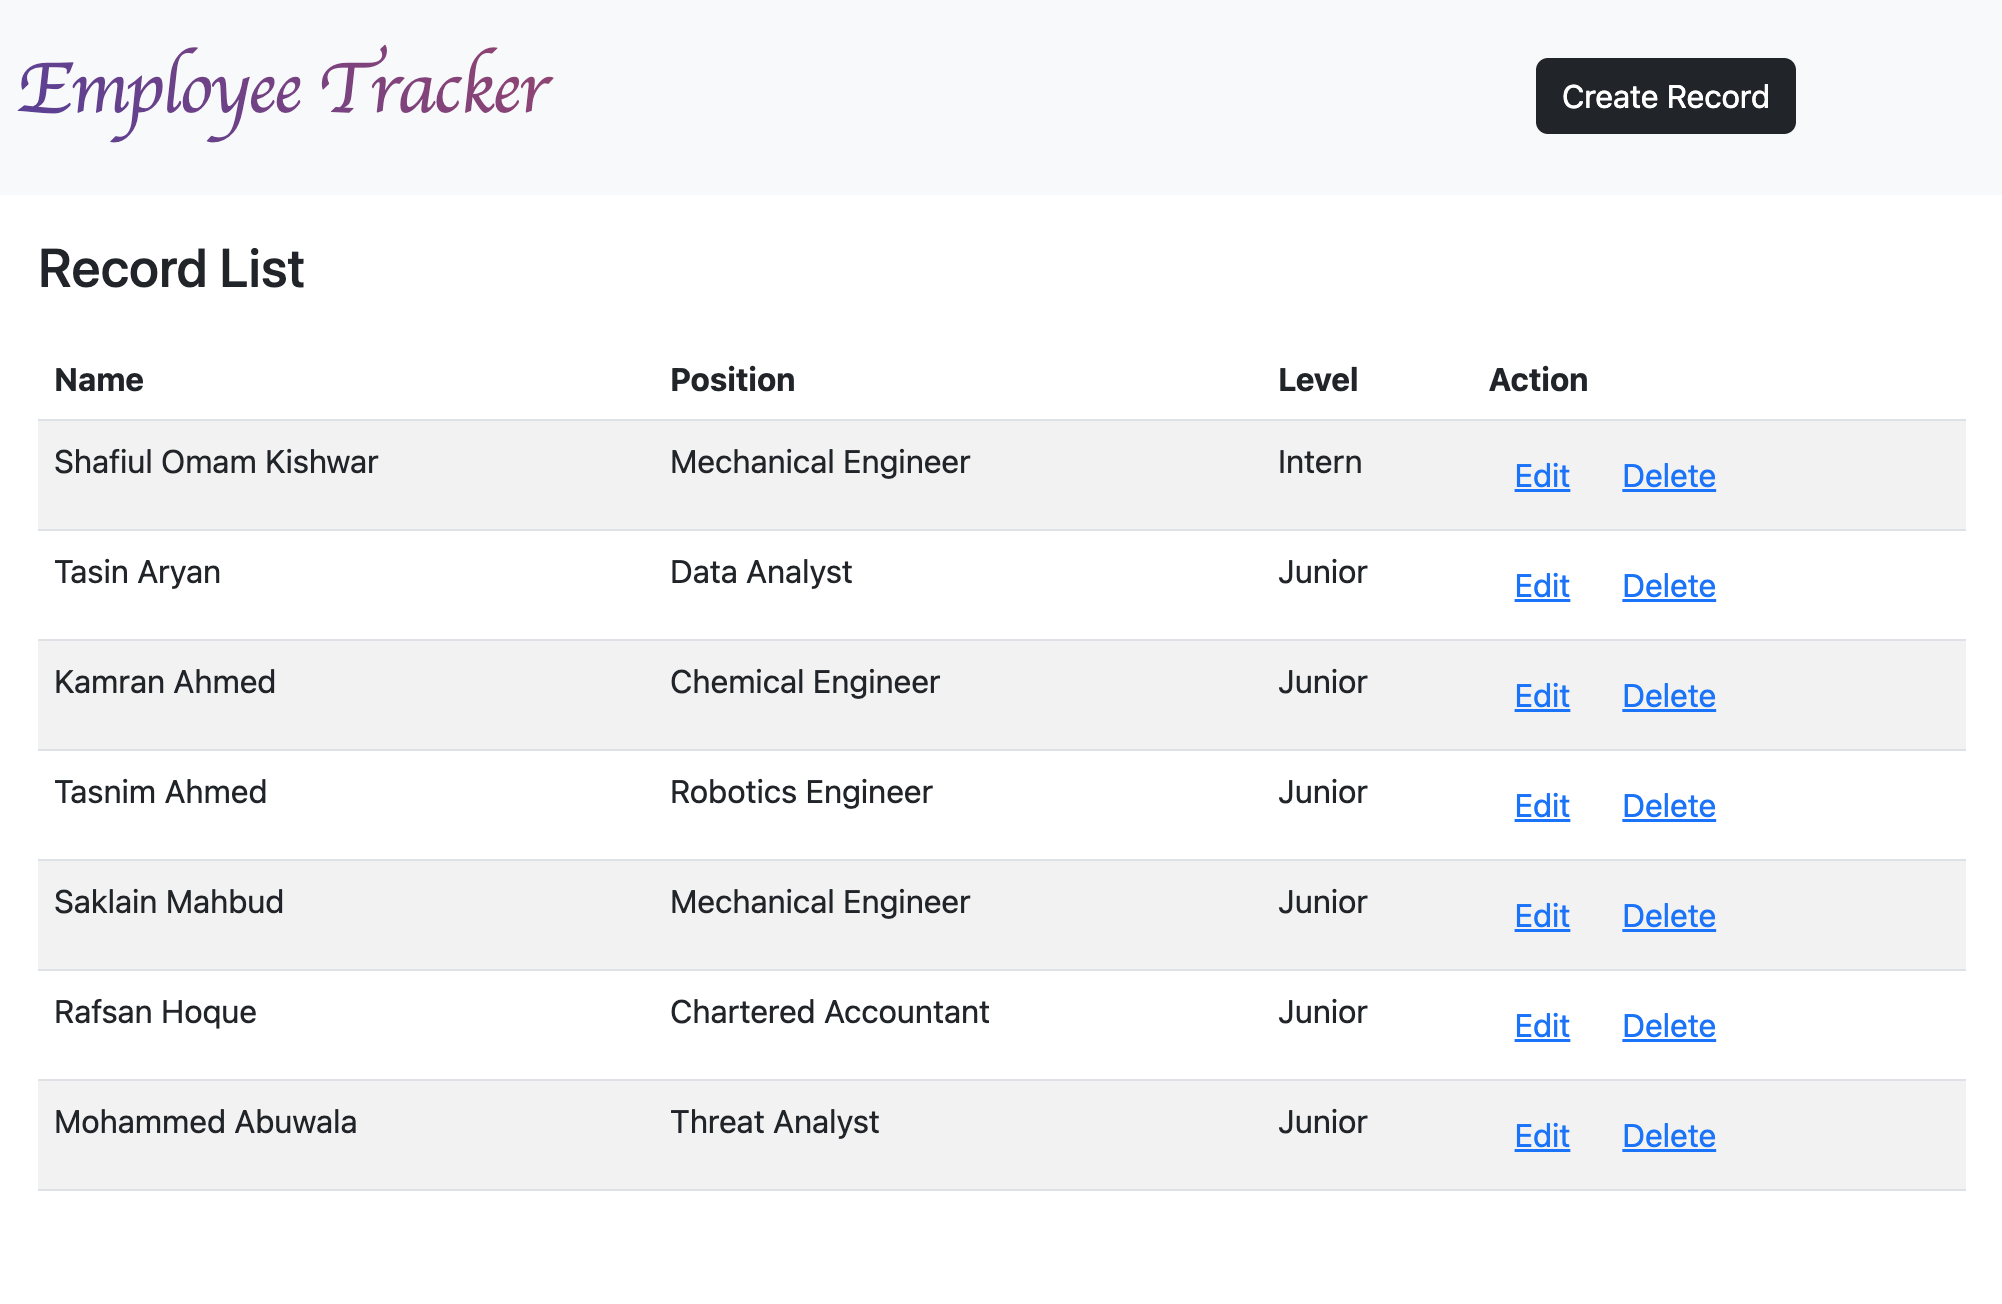 Employee Tracker
Create Record
Record List
Name Position Level Action
Shafiul Omam Kishwar Mechanical Engineer Intern Edit Delete
Tasin Aryan Data Analyst Junior Edit Delete
Kamran Ahmed Chemical Engineer Junior Edit Delete
Tasnim Ahmed Robotics Engineer Junior Edit Delete
Saklain Mahbud Mechanical Engineer Junior Edit Delete
Rafsan Hoque Chartered Accountant Junior Edit Delete
Mohammed Abuwala Threat Analyst Junior Edit Delete